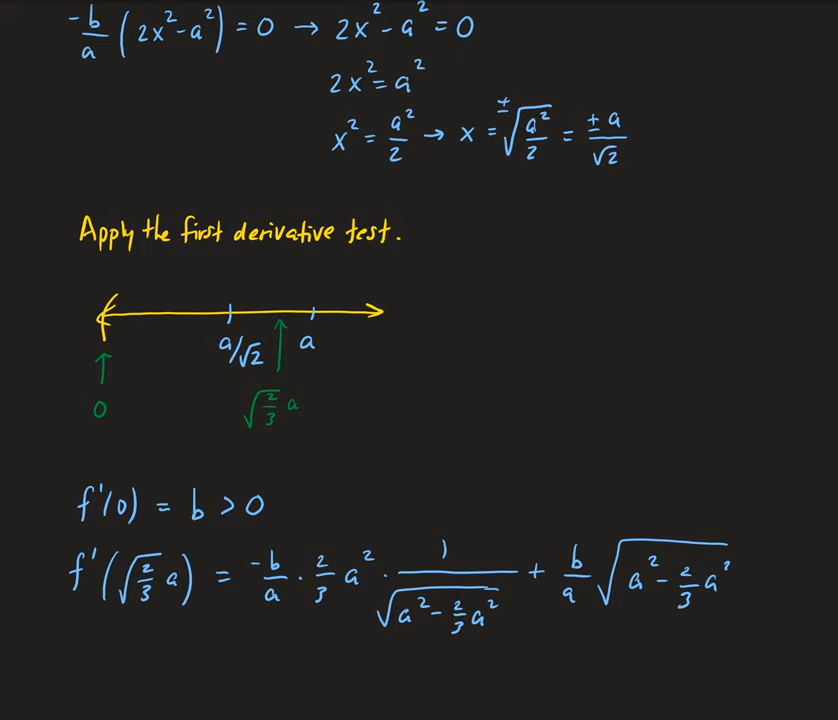 -b/a (2x² - a²) = 0 → 2x² - a² = 0
2x² = a²
x² = a²/2 → x = ±√(a²/2) = ±a/√2
Apply the first derivative test.
a/√2 a
0 √(2/3) a
f'(0) = b > 0
f'(√(2/3) a) = -b/a · 2/3 a² · 1/√(a² - 2/3 a²) + b/a √(a² - 2/3 a²)